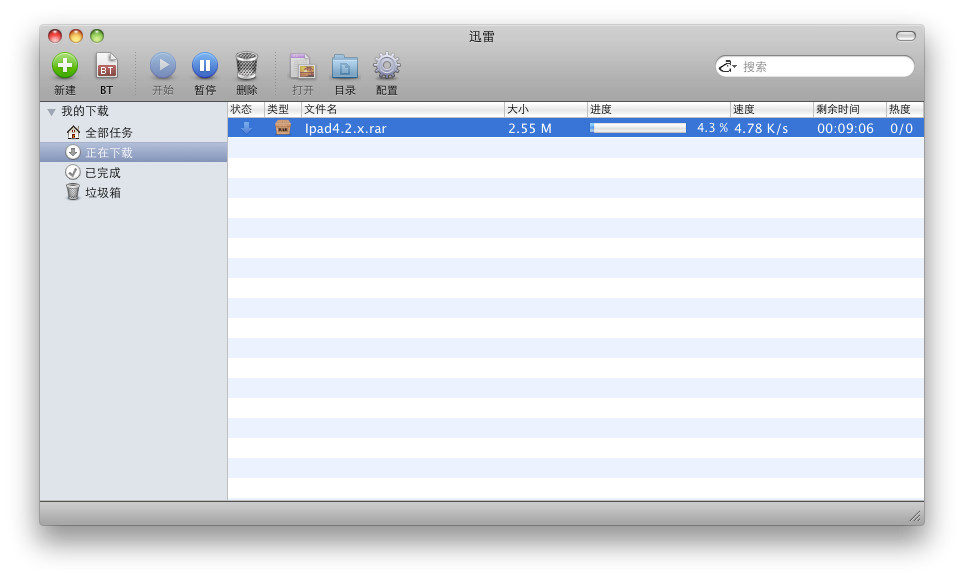 迅雷
BT
新建 BT 开始 暂停 删除 打开 目录 配置 搜索
我的下载
全部任务
正在下载
已完成
垃圾箱
状态 类型 文件名 大小 进度 速度 剩余时间 热度
RAR Ipad4.2.x.rar 2.55 M 4.3 % 4.78 K/s 00:09:06 0/0